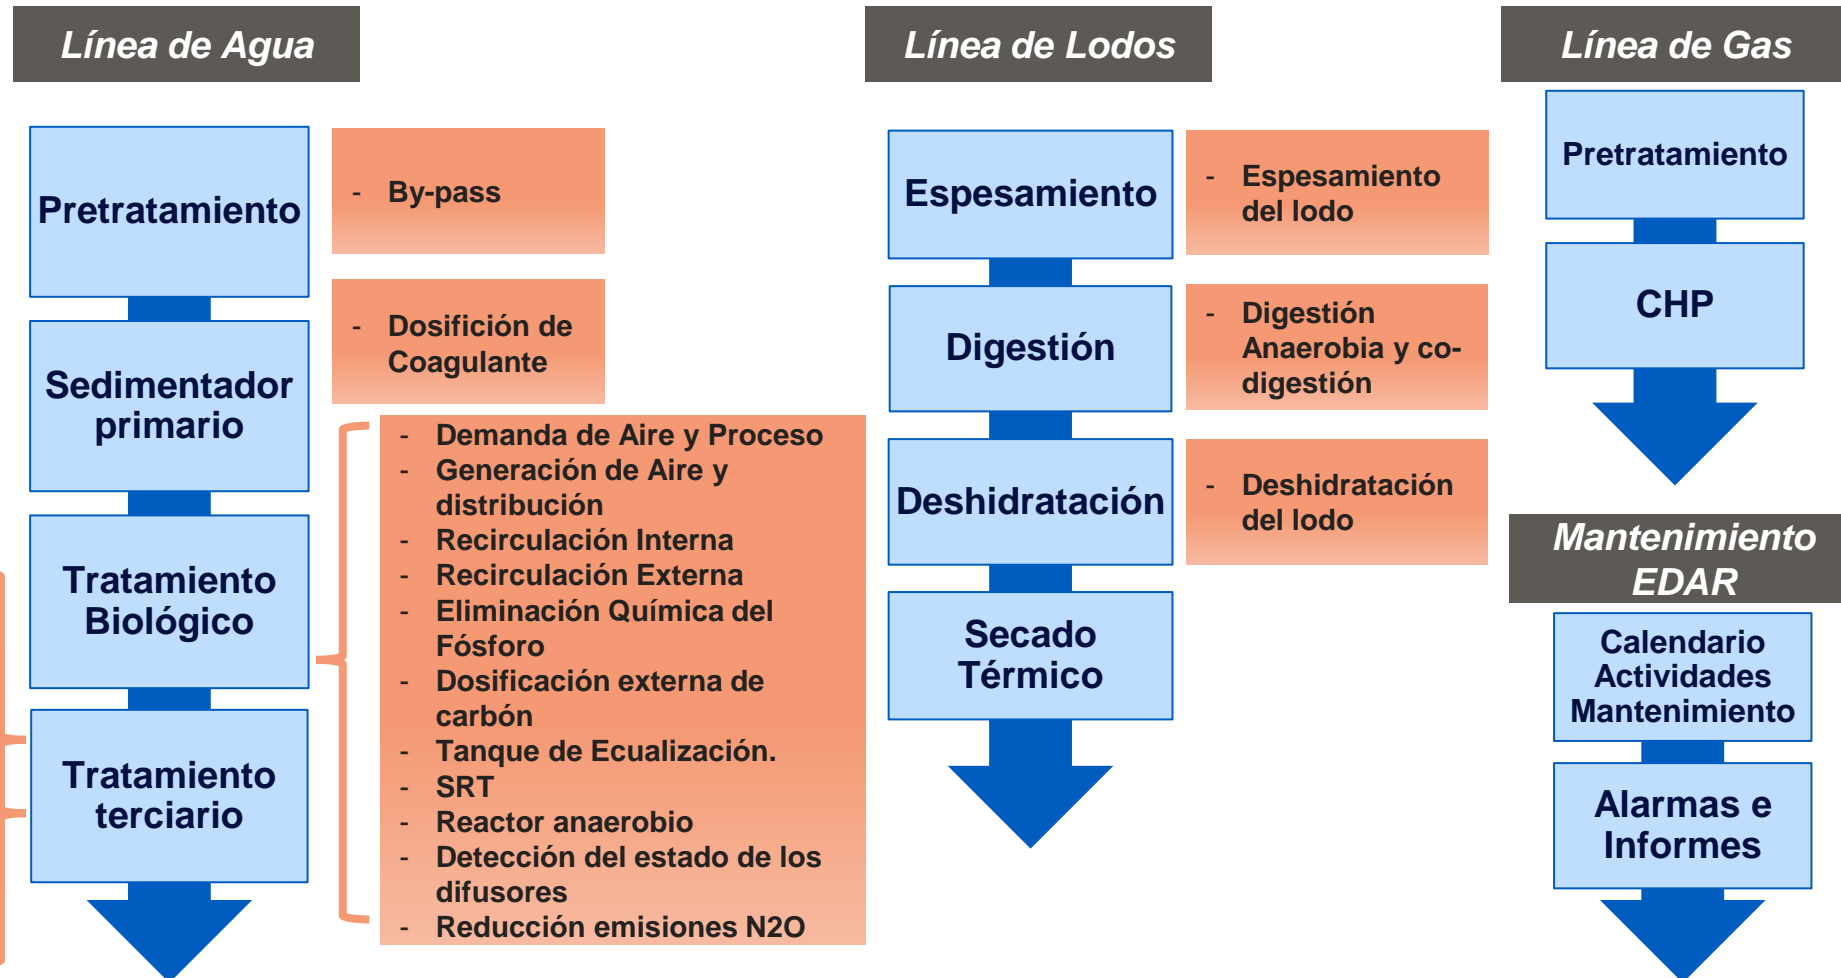 Línea de Agua
Pretratamiento
- By-pass
Sedimentador
primario
- Dosifición de
Coagulante
Tratamiento
Biológico
- Demanda de Aire y Proceso
- Generación de Aire y
distribución
- Recirculación Interna
- Recirculación Externa
- Eliminación Química del
Fósforo
- Dosificación externa de
carbón
- Tanque de Ecualización.
- SRT
- Reactor anaerobio
- Detección del estado de los
difusores
- Reducción emisiones N2O
Tratamiento
terciario
Línea de Lodos
Espesamiento
- Espesamiento
del lodo
Digestión
- Digestión
Anaerobia y co-
digestión
Deshidratación
- Deshidratación
del lodo
Secado
Térmico
Línea de Gas
Pretratamiento
CHP
Mantenimiento
EDAR
Calendario
Actividades
Mantenimiento
Alarmas e
Informes